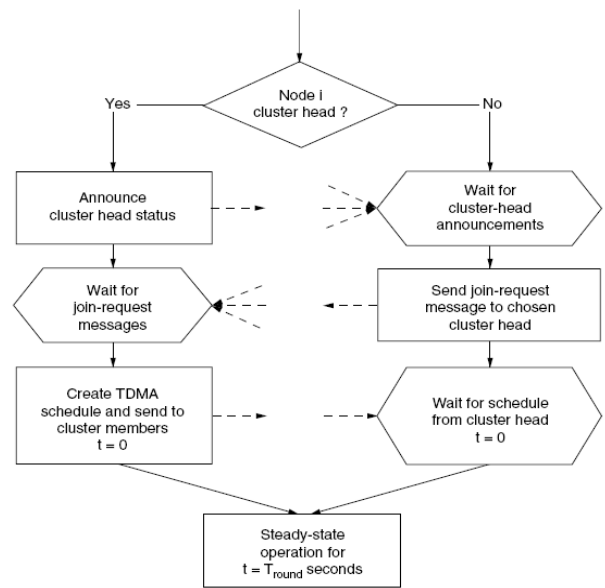 Node i
cluster head ?
Yes
No
Announce
cluster head status
Wait for
cluster-head
announcements
Wait for
join-request
messages
Send join-request
message to chosen
cluster head
Create TDMA
schedule and send to
cluster members
t = 0
Wait for schedule
from cluster head
t = 0
Steady-state
operation for
t = Tround seconds